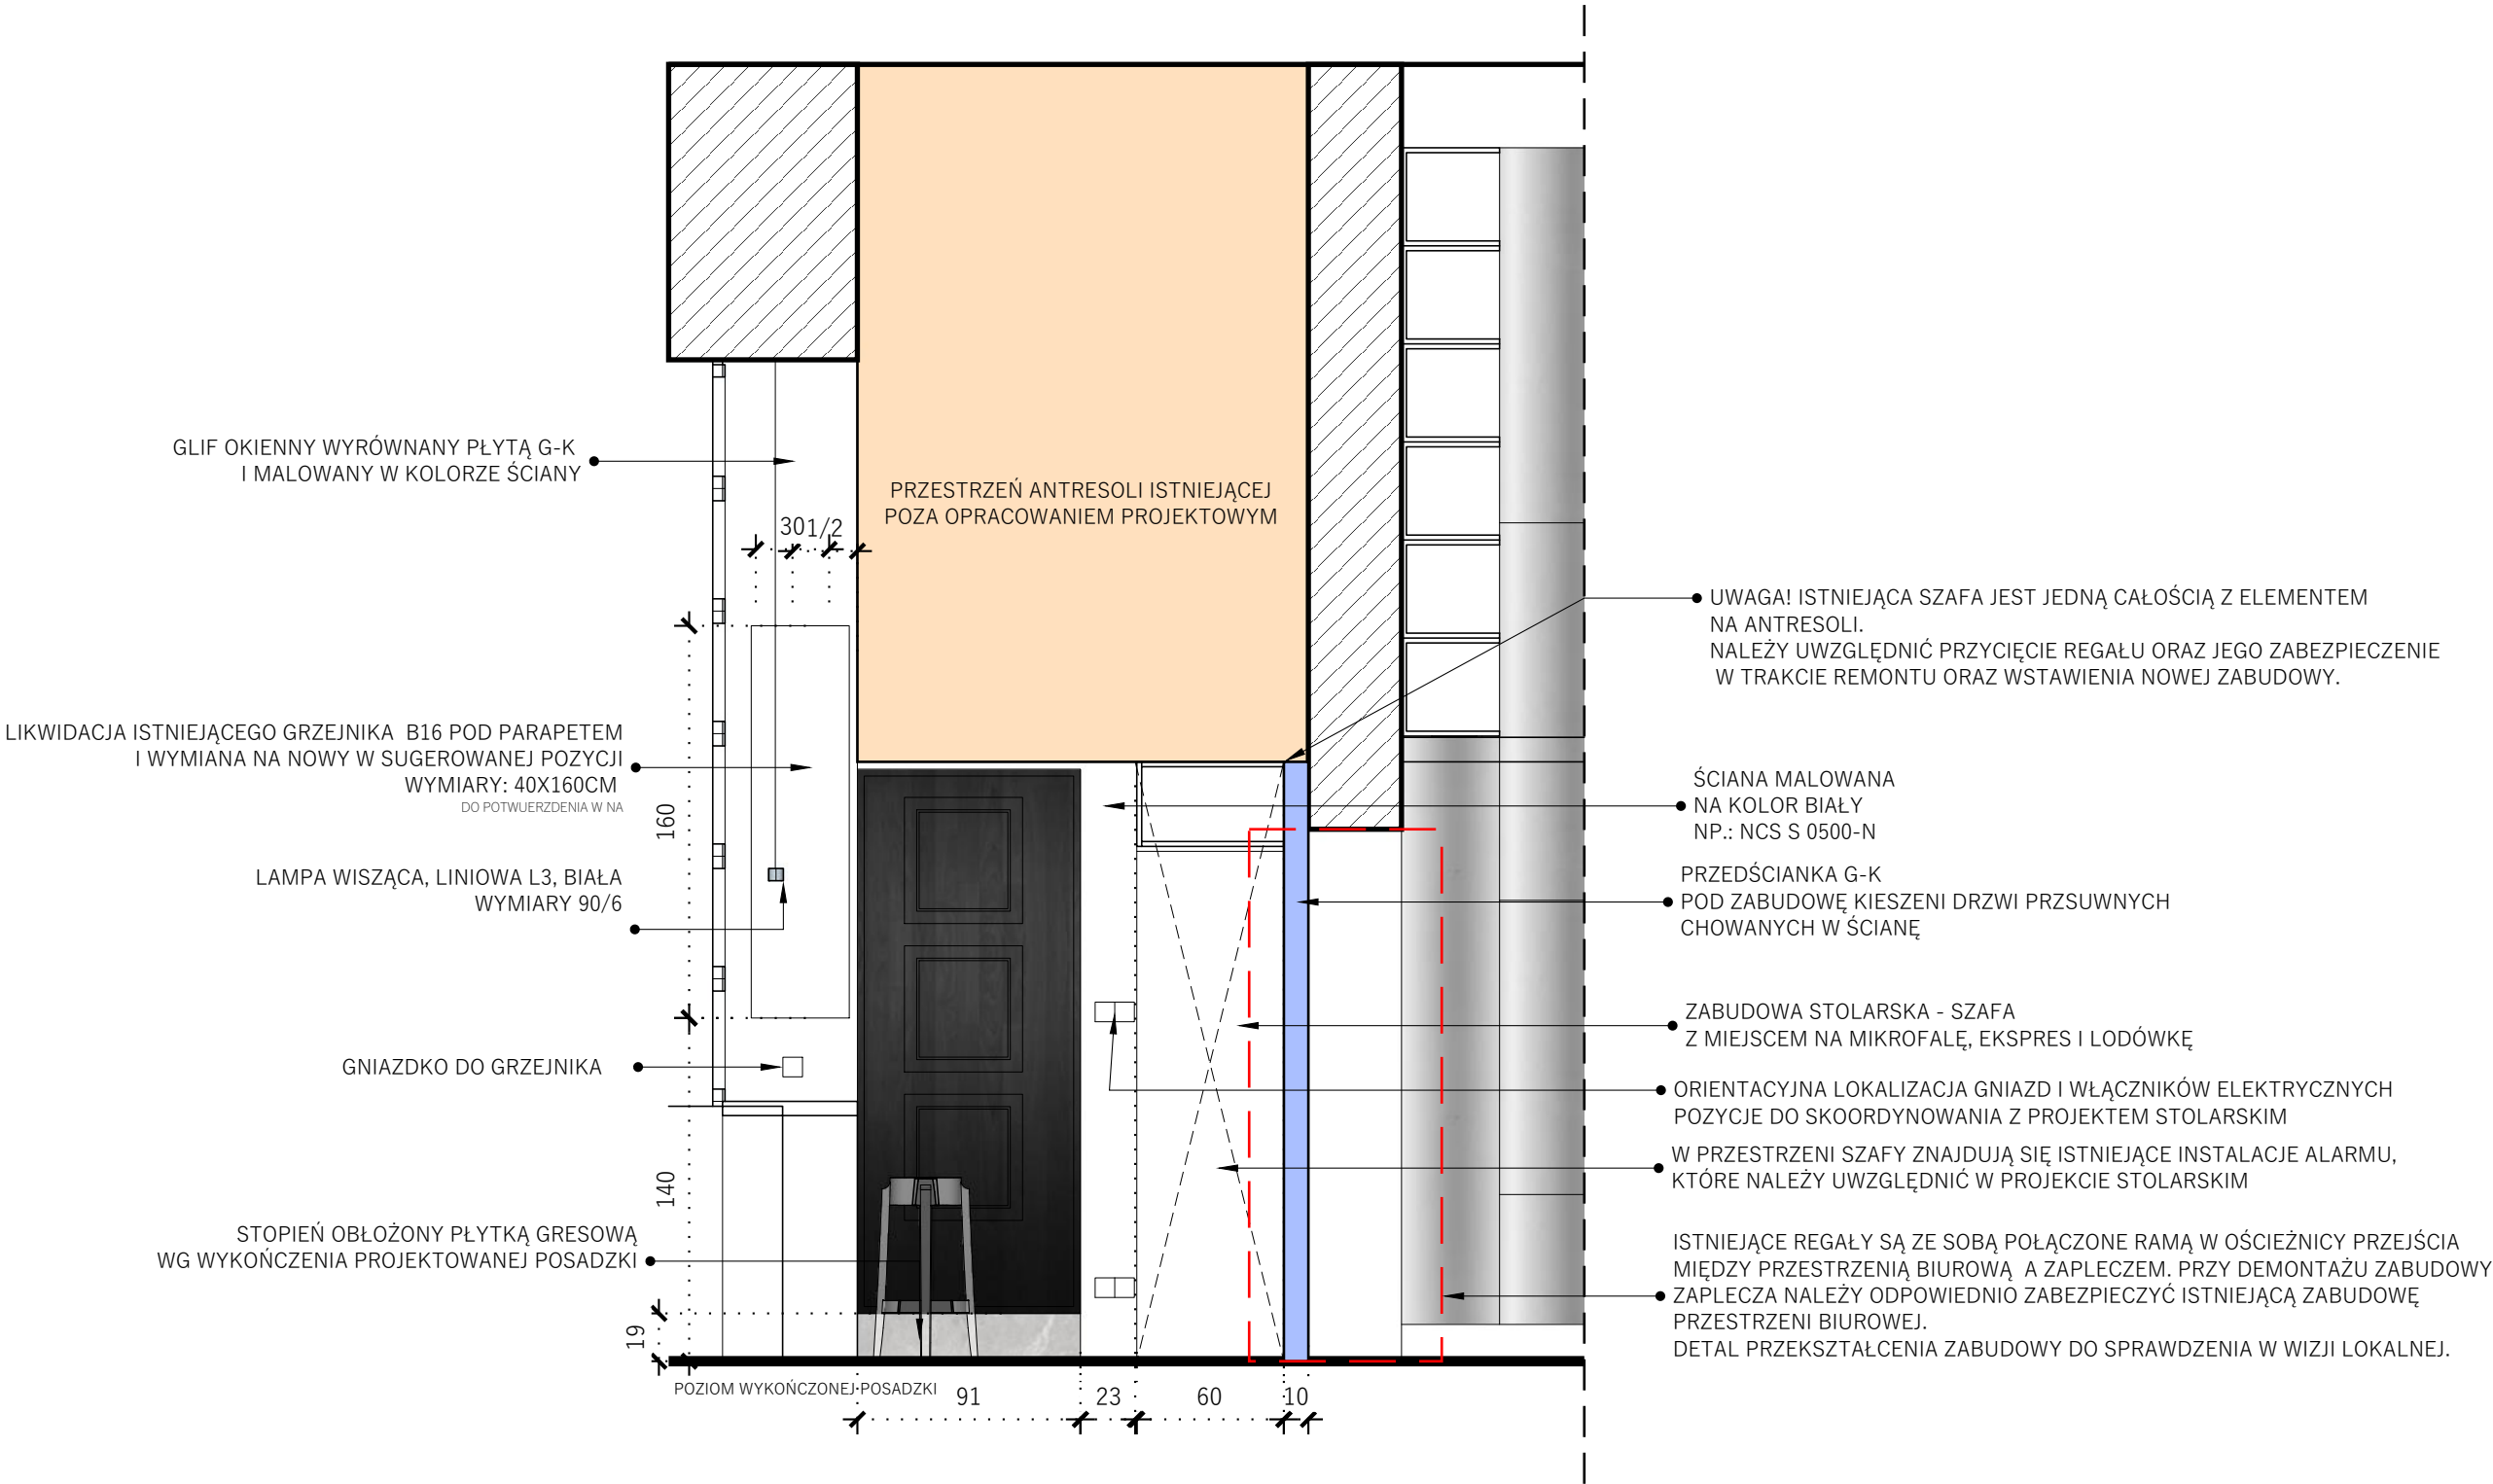 GLIF OKIENNY WYRÓWNANY PŁYTĄ G-K
I MALOWANY W KOLORZE ŚCIANY
PRZESTRZEŃ ANTRESOLI ISTNIEJĄCEJ
POZA OPRACOWANIEM PROJEKTOWYM
301/2
LIKWIDACJA ISTNIEJĄCEGO GRZEJNIKA B16 POD PARAPETEM
I WYMIANA NA NOWY W SUGEROWANEJ POZYCJI
WYMIARY: 40X160CM
DO POTWUERZDENIA W NA
160
LAMPA WISZĄCA, LINIOWA L3, BIAŁA
WYMIARY 90/6
GNIAZDKO DO GRZEJNIKA
140
STOPIEŃ OBŁOŻONY PŁYTKĄ GRESOWĄ
WG WYKOŃCZENIA PROJEKTOWANEJ POSADZKI
19
POZIOM WYKOŃCZONEJ POSADZKI
91
23
60
10
UWAGA! ISTNIEJĄCA SZAFA JEST JEDNĄ CAŁOŚCIĄ Z ELEMENTEM
NA ANTRESOLI.
NALEŻY UWZGLĘDNIĆ PRZYCIĘCIE REGAŁU ORAZ JEGO ZABEZPIECZENIE
W TRAKCIE REMONTU ORAZ WSTAWIENIA NOWEJ ZABUDOWY.
ŚCIANA MALOWANA
NA KOLOR BIAŁY
NP.: NCS S 0500-N
PRZEDŚCIANKA G-K
POD ZABUDOWĘ KIESZENI DRZWI PRZSUWNYCH
CHOWANYCH W ŚCIANĘ
ZABUDOWA STOLARSKA - SZAFA
Z MIEJSCEM NA MIKROFALĘ, EKSPRES I LODÓWKĘ
ORIENTACYJNA LOKALIZACJA GNIAZD I WŁĄCZNIKÓW ELEKTRYCZNYCH
POZYCJE DO SKOORDYNOWANIA Z PROJEKTEM STOLARSKIM
W PRZESTRZENI SZAFY ZNAJDUJĄ SIĘ ISTNIEJĄCE INSTALACJE ALARMU,
KTÓRE NALEŻY UWZGLĘDNIĆ W PROJEKCIE STOLARSKIM
ISTNIEJĄCE REGAŁY SĄ ZE SOBĄ POŁĄCZONE RAMĄ W OŚCIEŻNICY PRZEJŚCIA
MIĘDZY PRZESTRZENIĄ BIUROWĄ A ZAPLECZEM. PRZY DEMONTAŻU ZABUDOWY
ZAPLECZA NALEŻY ODPOWIEDNIO ZABEZPIECZYĆ ISTNIEJĄCĄ ZABUDOWĘ
PRZESTRZENI BIUROWEJ.
DETAL PRZEKSZTAŁCENIA ZABUDOWY DO SPRAWDZENIA W WIZJI LOKALNEJ.